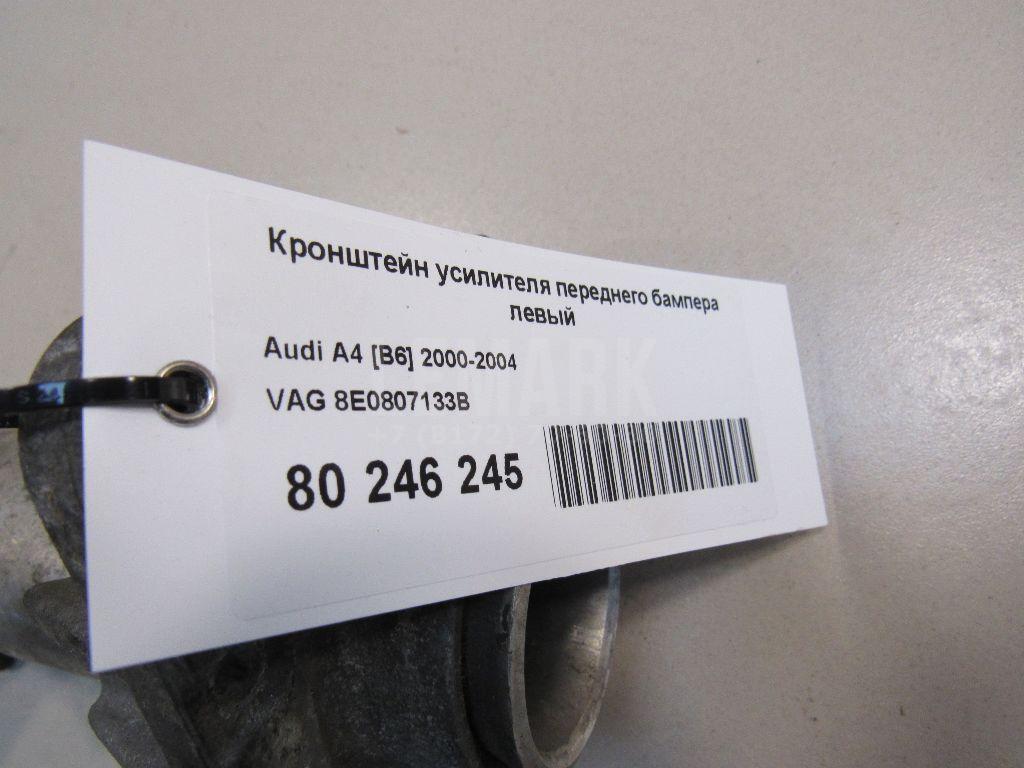 Кронштейн усилителя переднего бампера
левый
Audi A4 [B6] 2000-2004
VAG 8E0807133B
80 246 245